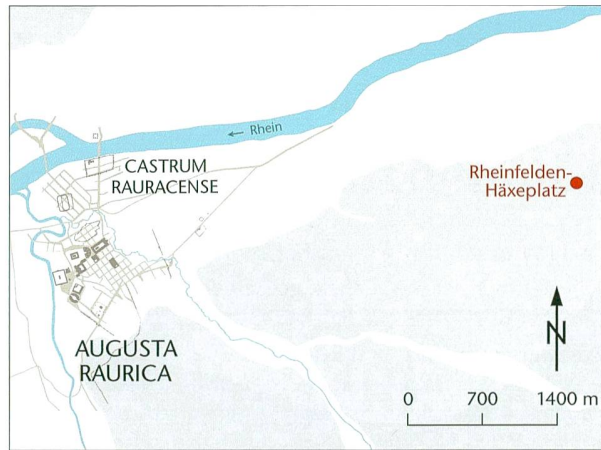 ← Rhein
CASTRUM
RAURACENSE
Rheinfelden-
Häxeplatz
AUGUSTA
RAURICA
N
0 700 1400 m